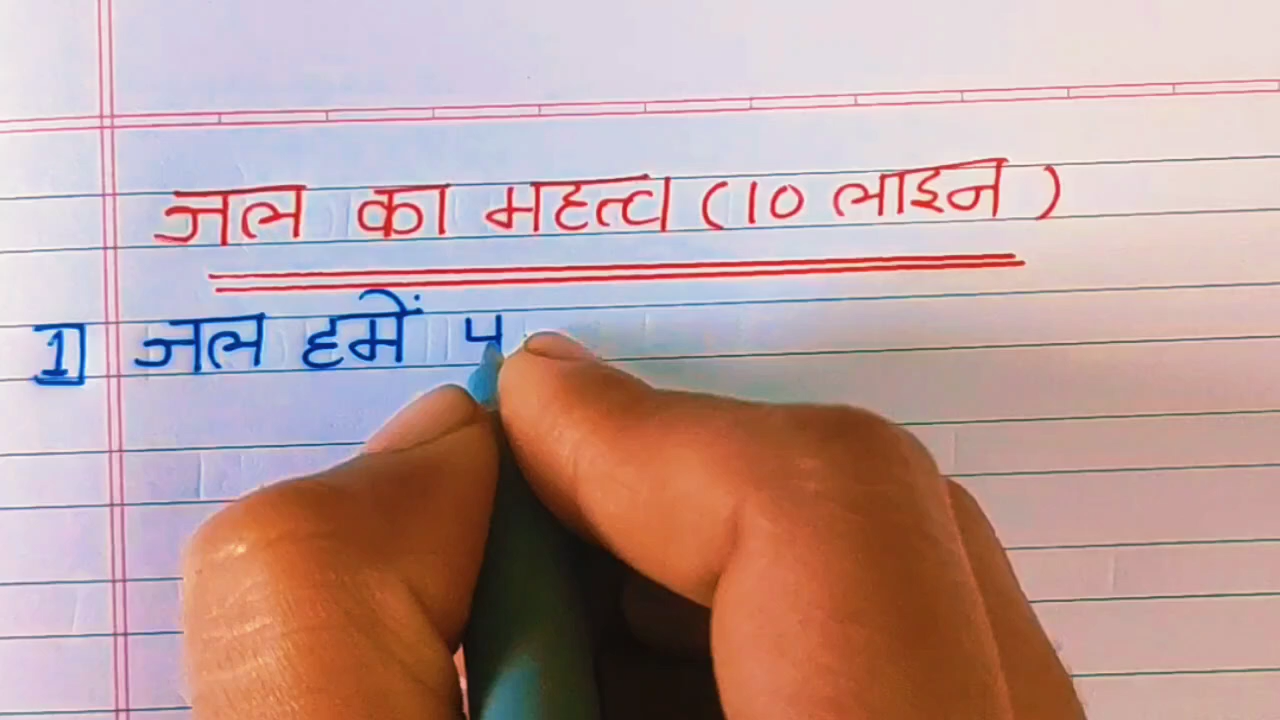 जल का महत्व (10 लाइन)
1] जल हमें